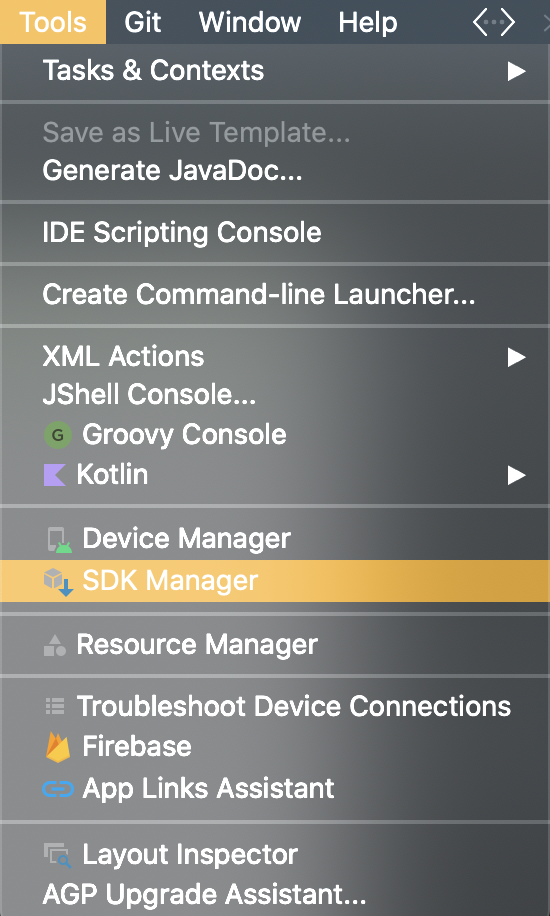 Tools Git Window Help
Tasks & Contexts
Save as Live Template...
Generate JavaDoc...
IDE Scripting Console
Create Command-line Launcher...
XML Actions
JShell Console...
G Groovy Console
Kotlin
Device Manager
SDK Manager
Resource Manager
Troubleshoot Device Connections
Firebase
App Links Assistant
Layout Inspector
AGP Upgrade Assistant...